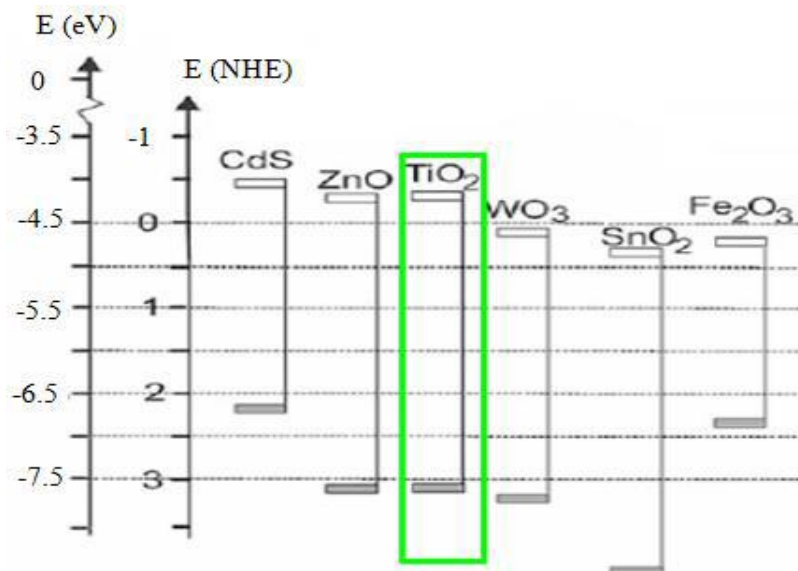 E (eV)
E (NHE)
0
-3.5 -1
CdS
ZnO TiO₂
WO₃ Fe₂O₃
-4.5 0
SnO₂
-5.5 1
-6.5 2
-7.5 3